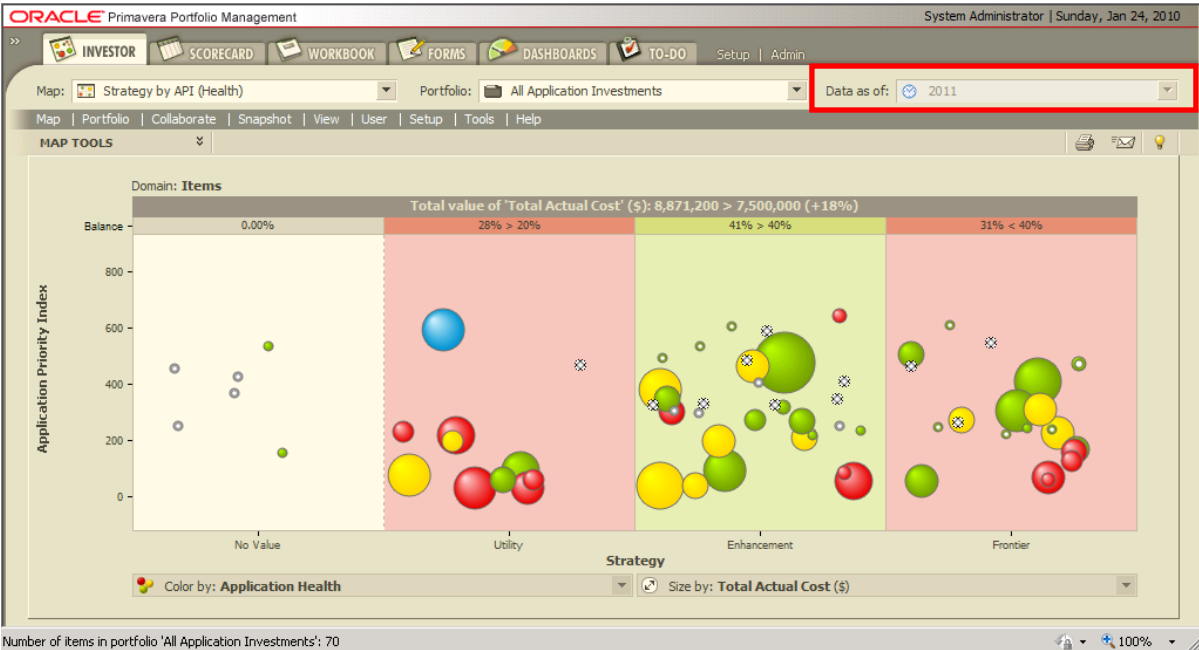 ORACLE Primavera Portfolio Management
System Administrator | Sunday, Jan 24, 2010
» INVESTOR SCORECARD WORKBOOK FORMS DASHBOARDS TO-DO Setup | Admin
Map: Strategy by API (Health) Portfolio: All Application Investments Data as of: 2011
Map | Portfolio | Collaborate | Snapshot | View | User | Setup | Tools | Help
MAP TOOLS
Domain: Items
Total value of 'Total Actual Cost' ($): 8,871,200 > 7,500,000 (+18%)
Balance 0.00% 28% > 20% 41% > 40% 31% < 40%
Application Priority Index
800
600
400
200
0
No Value Utility Enhancement Frontier
Strategy
Color by: Application Health Size by: Total Actual Cost ($)
Number of items in portfolio 'All Application Investments': 70
100%